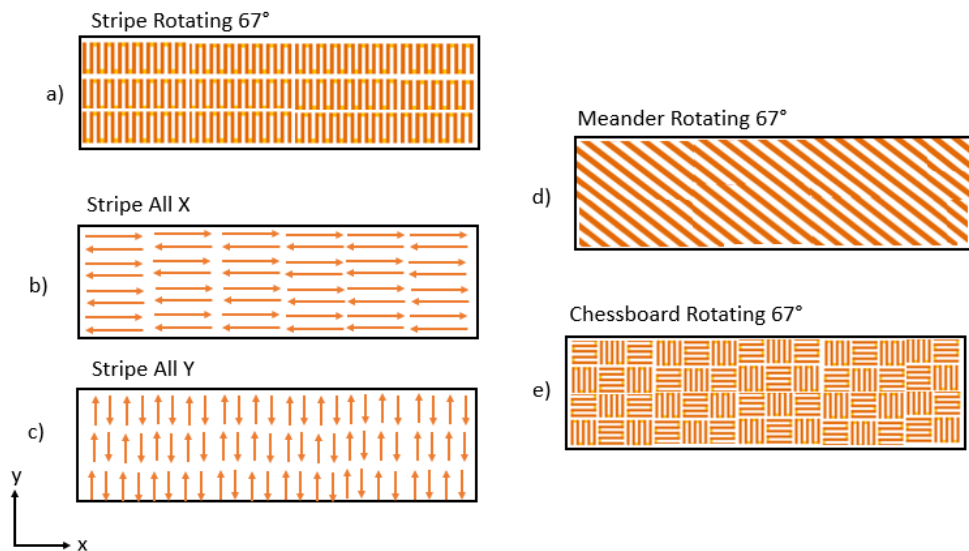 Stripe Rotating 67°
a)
Stripe All X
b)
Stripe All Y
c)
y
x
Meander Rotating 67°
d)
Chessboard Rotating 67°
e)